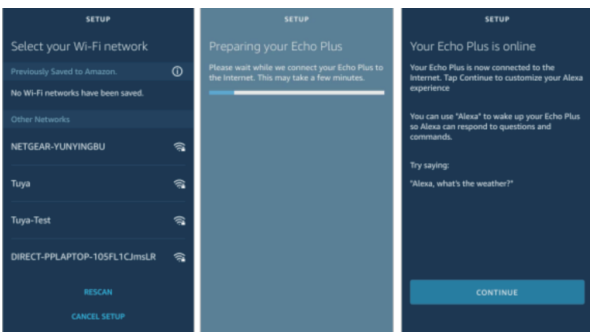 SETUP
Select your Wi-Fi network
Previously Saved to Amazon.
No Wi-Fi networks have been saved.
Other Networks
NETGEAR-YUNYINGBU
Tuya
Tuya-Test
DIRECT-PPLAPTOP-105FL1CJmsLR
RESCAN
CANCEL SETUP
SETUP
Preparing your Echo Plus
Please wait while we connect your Echo Plus to
the Internet. This may take a few minutes.
SETUP
Your Echo Plus is online
Your Echo Plus is now connected to the
Internet. Tap Continue to customize your Alexa
experience
You can use "Alexa" to wake up your Echo Plus
so Alexa can respond to questions and
commands.
Try saying:
"Alexa, what's the weather?"
CONTINUE